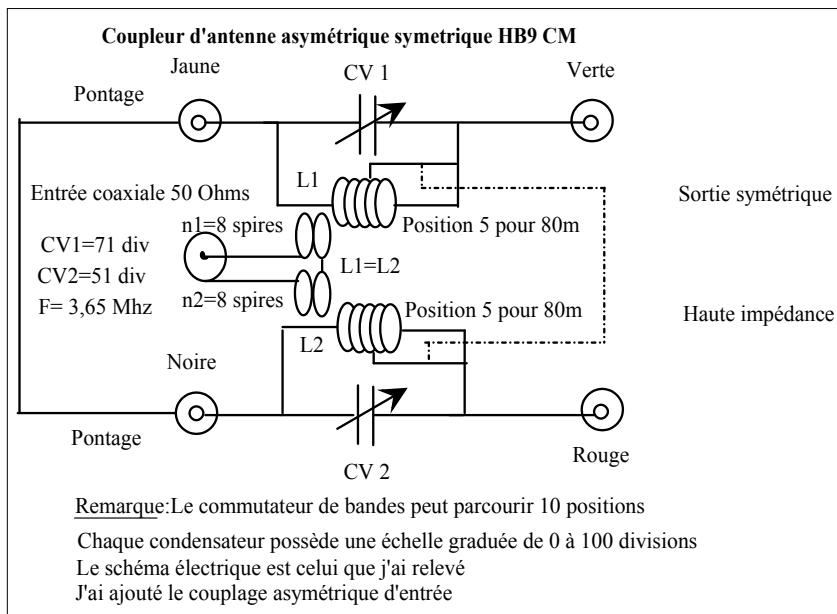 Coupleur d'antenne asymétrique symetrique HB9 CM
Jaune
CV 1
Verte
Pontage
Entrée coaxiale 50 Ohms
L1
Sortie symétrique
n1=8 spires
Position 5 pour 80m
CV1=71 div
L1=L2
CV2=51 div
F= 3,65 Mhz
n2=8 spires
Position 5 pour 80m
Haute impédance
L2
Noire
Pontage
CV 2
Rouge
Remarque:Le commutateur de bandes peut parcourir 10 positions
Chaque condensateur possède une échelle graduée de 0 à 100 divisions
Le schéma électrique est celui que j'ai relevé
J'ai ajouté le couplage asymétrique d'entrée